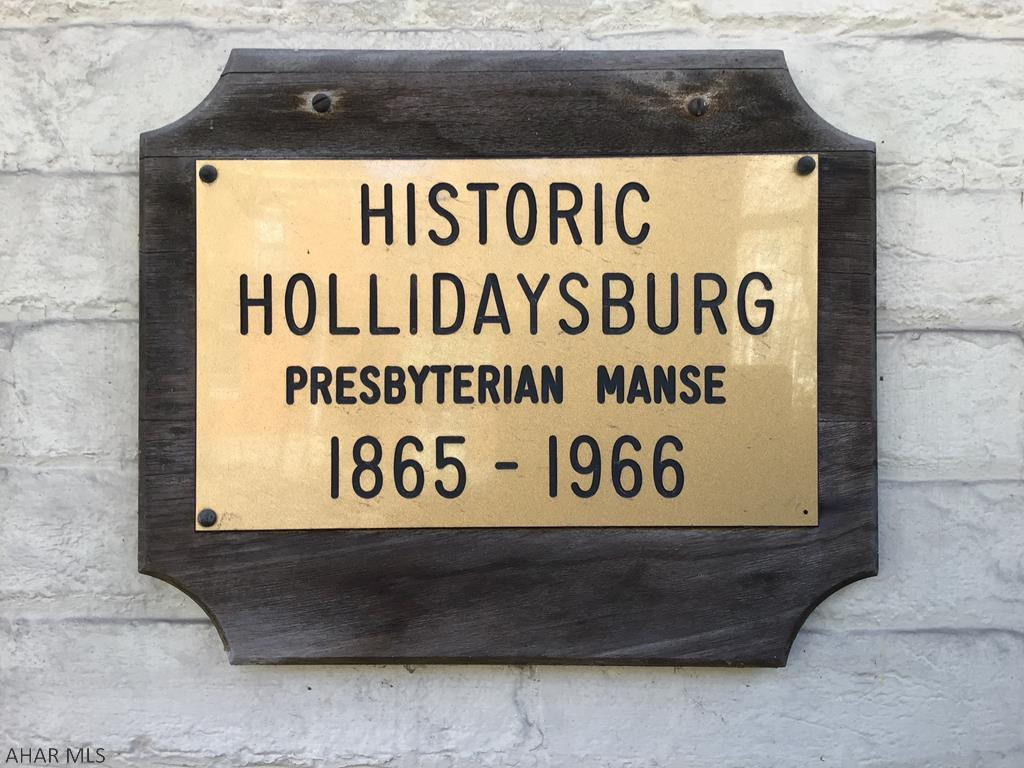 HISTORIC
HOLLIDAYSBURG
PRESBYTERIAN MANSE
1865 - 1966
AHAR MLS